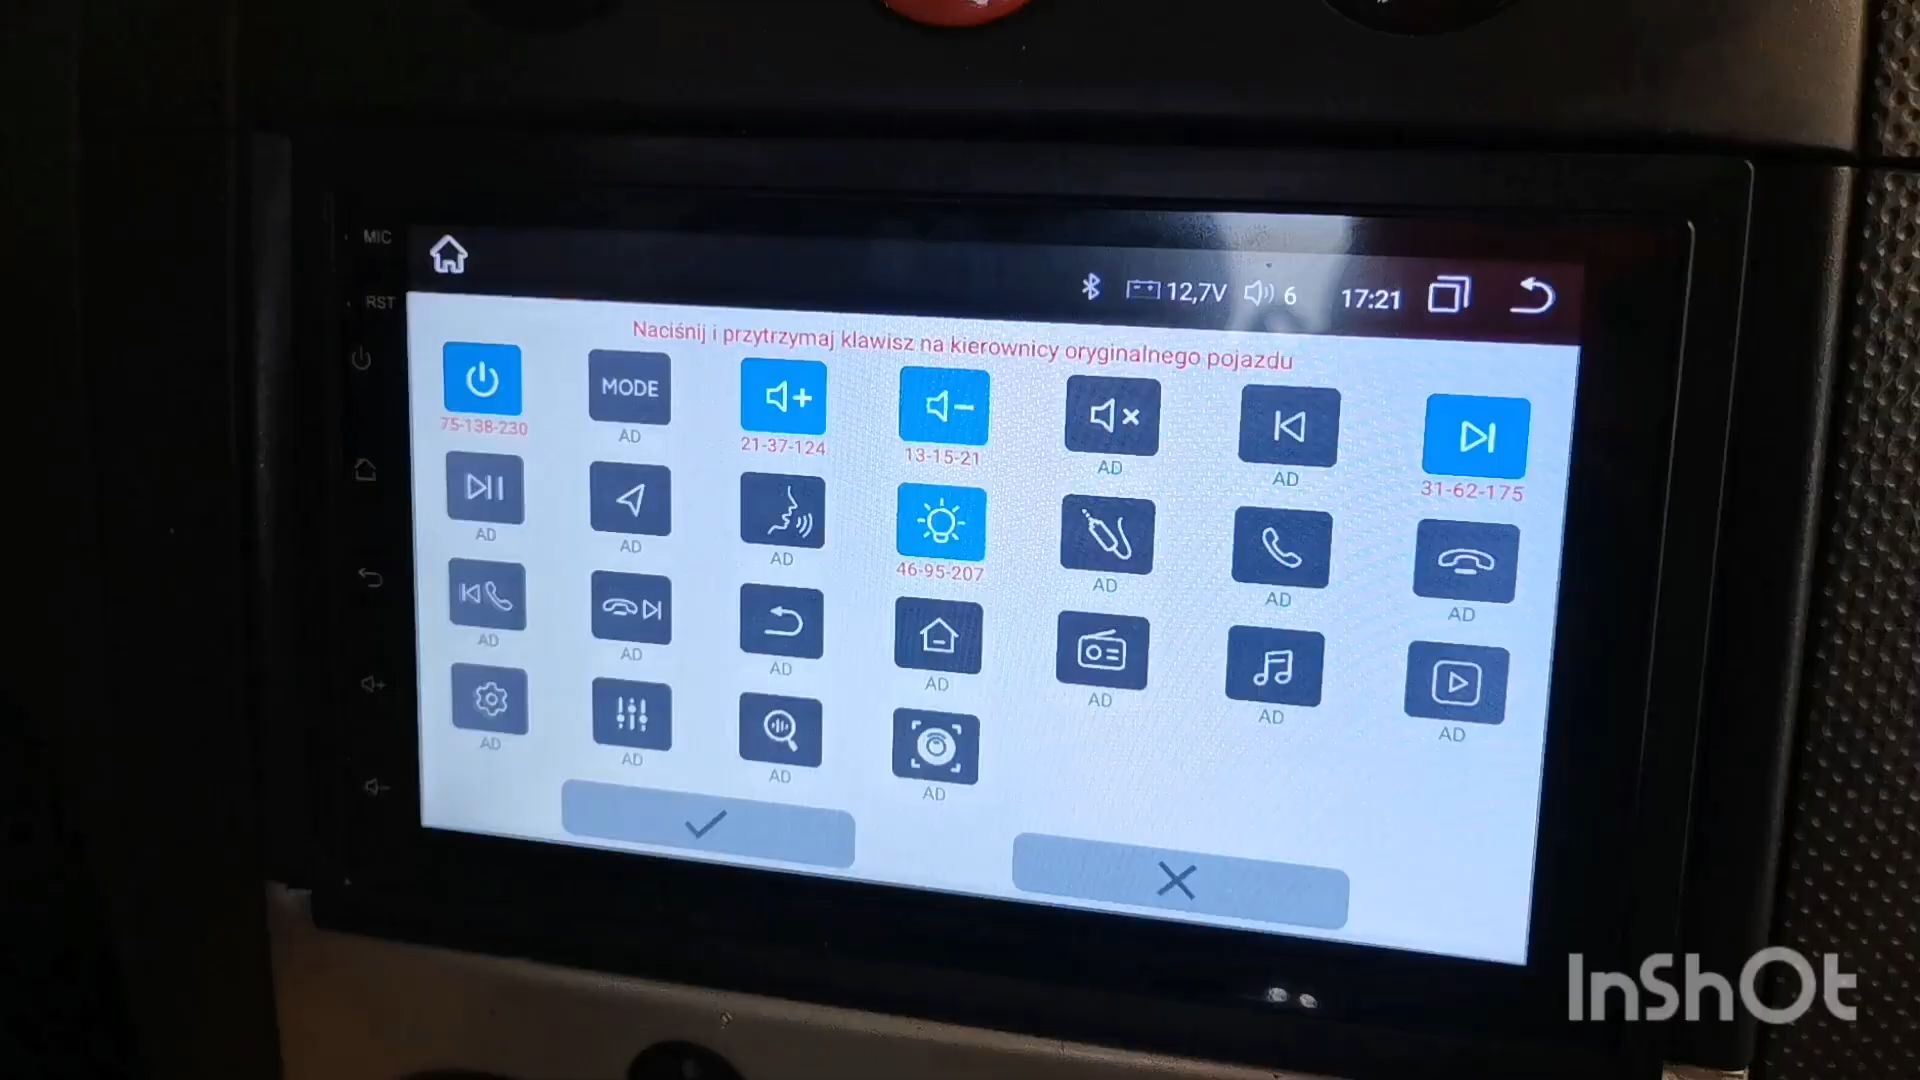 MIC
12,7V 6 17:21
RST
Naciśnij i przytrzymaj klawisz na kierownicy oryginalnego pojazdu
MODE
75-138-230 AD 21-37-124 13-15-21 AD AD 31-62-175
AD AD AD 46-95-207 AD AD AD
AD AD AD AD AD AD AD
AD AD AD AD
InShOt